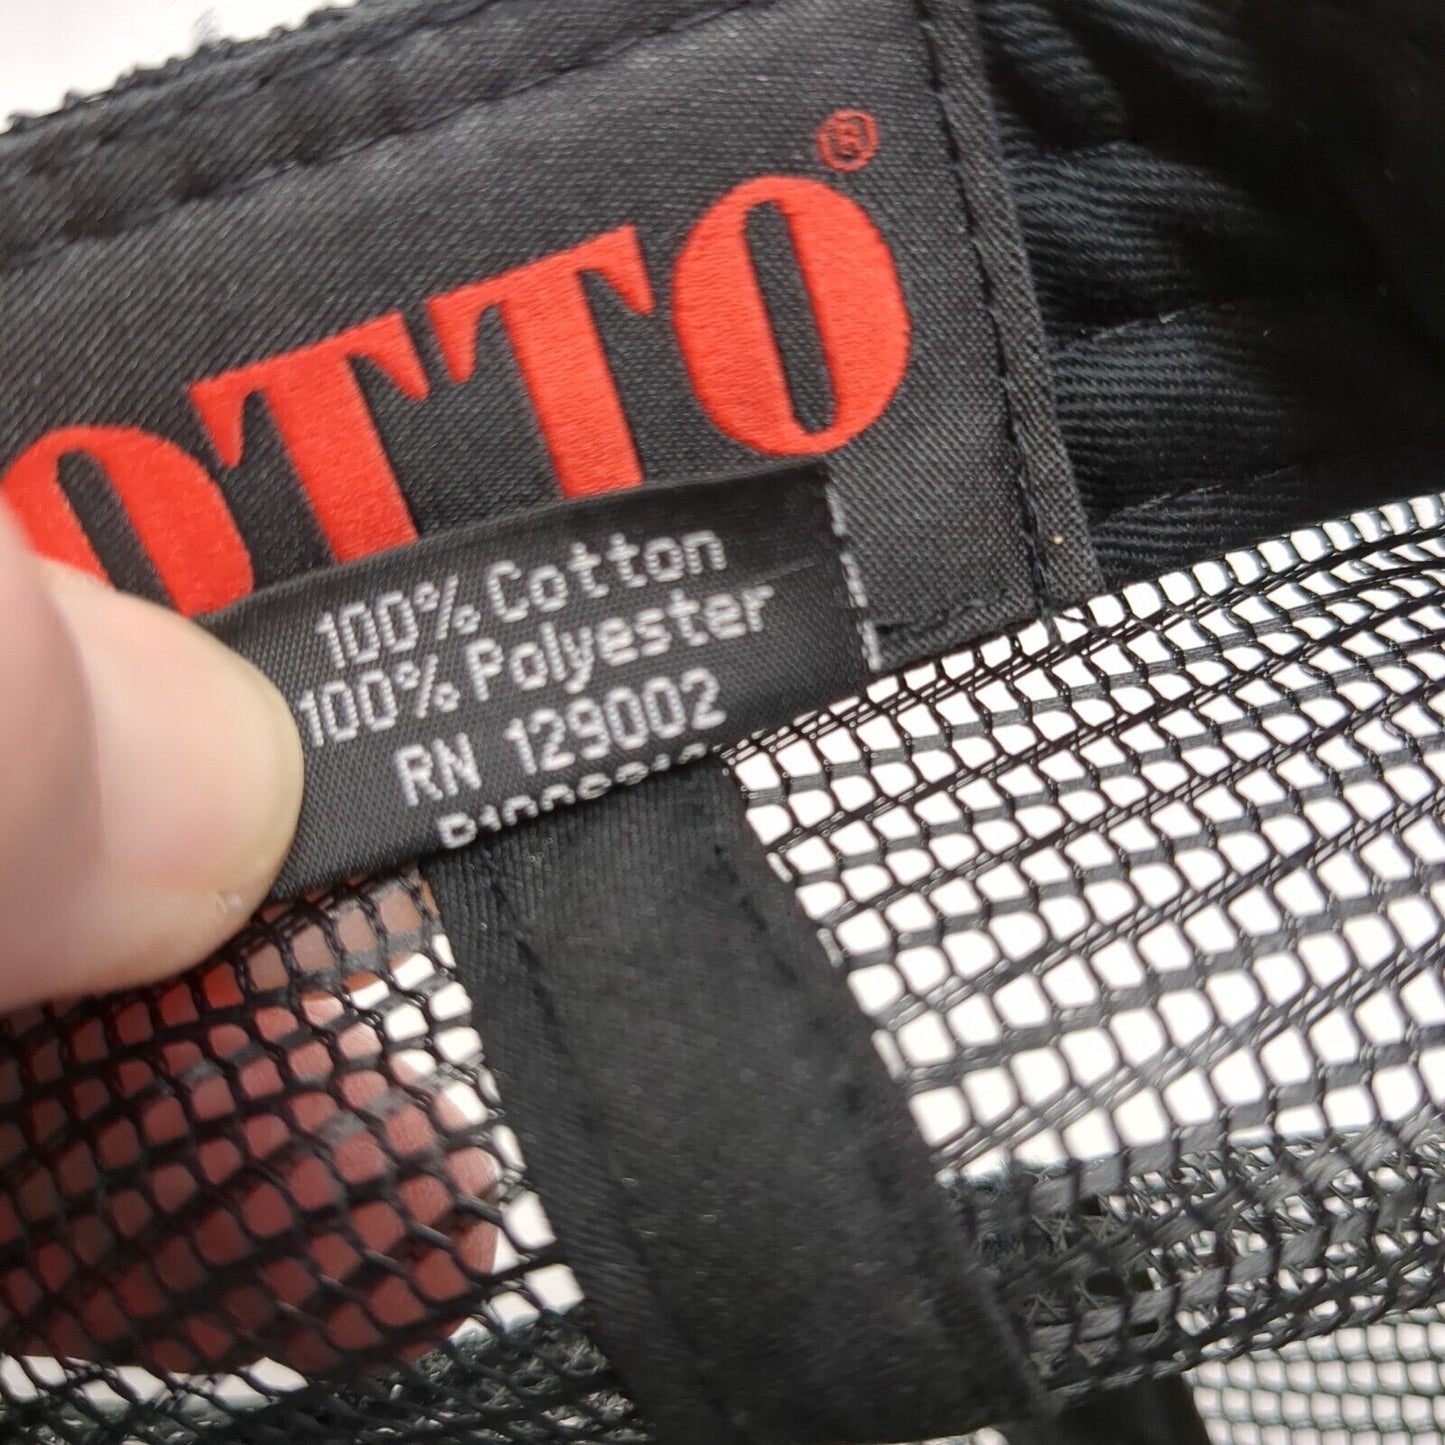 OTTO®
100% Cotton
100% Polyester
RN 129002